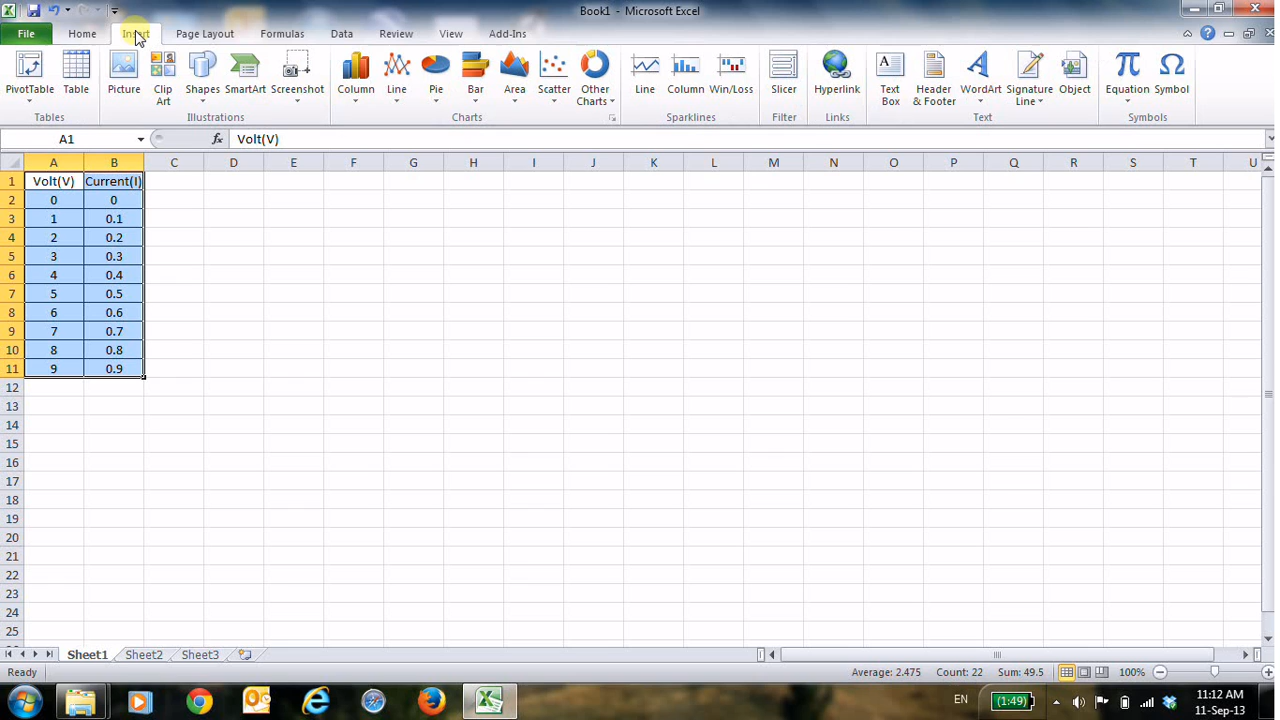 Book1 - Microsoft Excel
File Home Insert Page Layout Formulas Data Review View Add-Ins
PivotTable Table Picture Clip Art Shapes SmartArt Screenshot Column Line Pie Bar Area Scatter Other Charts Line Column Win/Loss Slicer Hyperlink Text Box Header & Footer WordArt Signature Line Object Equation Symbol
Tables Illustrations Charts Sparklines Filter Links Text Symbols
A1 fx Volt(V)
A B C D E F G H I J K L M N O P Q R S T U
1 Volt(V) Current(I)
2 0 0
3 1 0.1
4 2 0.2
5 3 0.3
6 4 0.4
7 5 0.5
8 6 0.6
9 7 0.7
10 8 0.8
11 9 0.9
12
13
14
15
16
17
18
19
20
21
22
23
24
25
Sheet1 Sheet2 Sheet3
Ready Average: 2.475 Count: 22 Sum: 49.5 100%
EN (1:49) 11:12 AM
11-Sep-13